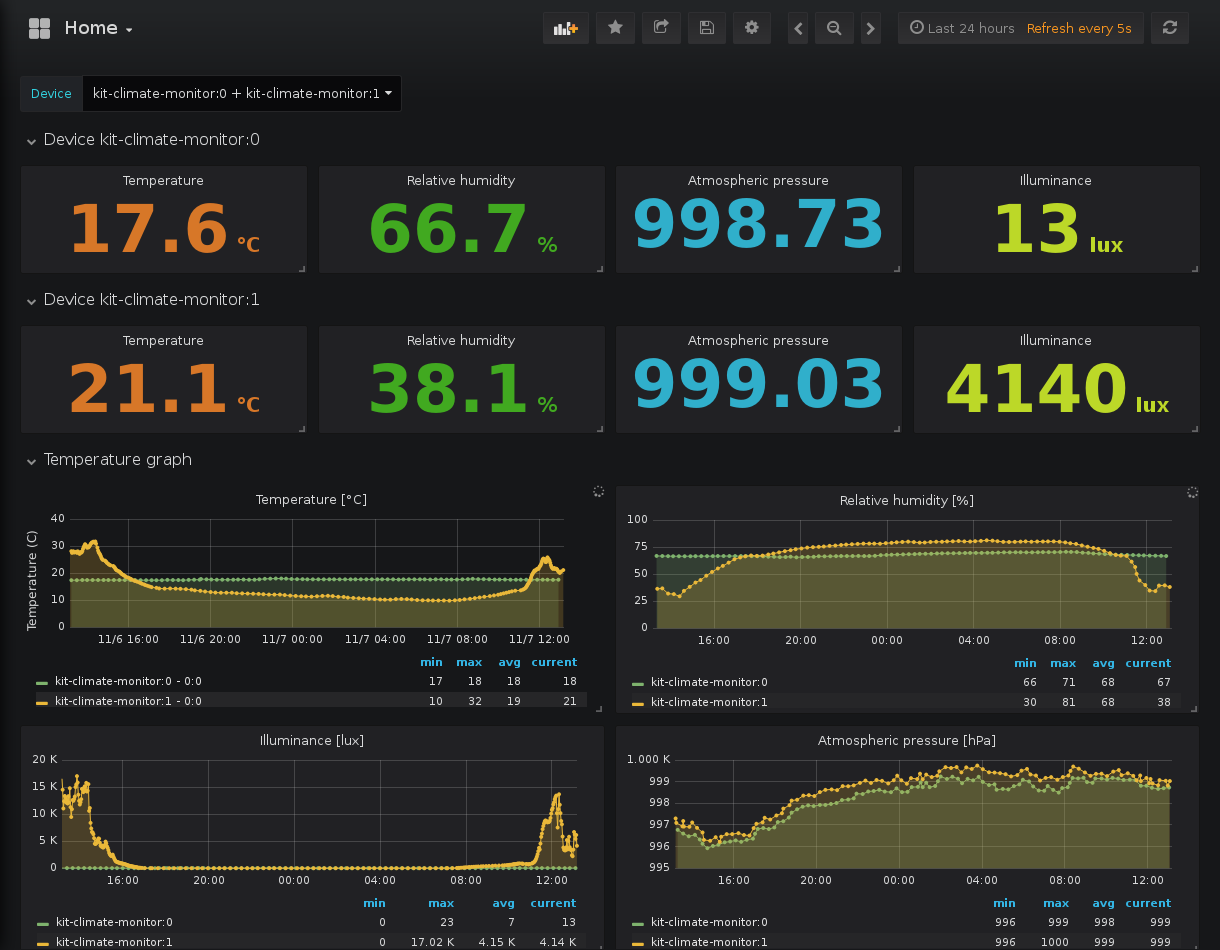 Home
Last 24 hours Refresh every 5s
Device kit-climate-monitor:0 + kit-climate-monitor:1
Device kit-climate-monitor:0
Temperature Relative humidity Atmospheric pressure Illuminance
17.6 °C 66.7 % 998.73 13 lux
Device kit-climate-monitor:1
Temperature Relative humidity Atmospheric pressure Illuminance
21.1 °C 38.1 % 999.03 4140 lux
Temperature graph
Temperature [°C]
Temperature (C)
40
30
20
10
0
11/6 16:00 11/6 20:00 11/7 00:00 11/7 04:00 11/7 08:00 11/7 12:00
min max avg current
kit-climate-monitor:0 - 0:0 17 18 18 18
kit-climate-monitor:1 - 0:0 10 32 19 21
Relative humidity [%]
100
75
50
25
0
16:00 20:00 00:00 04:00 08:00 12:00
min max avg current
kit-climate-monitor:0 66 71 68 67
kit-climate-monitor:1 30 81 68 38
Illuminance [lux]
20 K
15 K
10 K
5 K
0
16:00 20:00 00:00 04:00 08:00 12:00
min max avg current
kit-climate-monitor:0 0 23 7 13
kit-climate-monitor:1 0 17.02 K 4.15 K 4.14 K
Atmospheric pressure [hPa]
1.000 K
999
998
997
996
995
16:00 20:00 00:00 04:00 08:00 12:00
min max avg current
kit-climate-monitor:0 996 999 998 999
kit-climate-monitor:1 996 1000 999 999